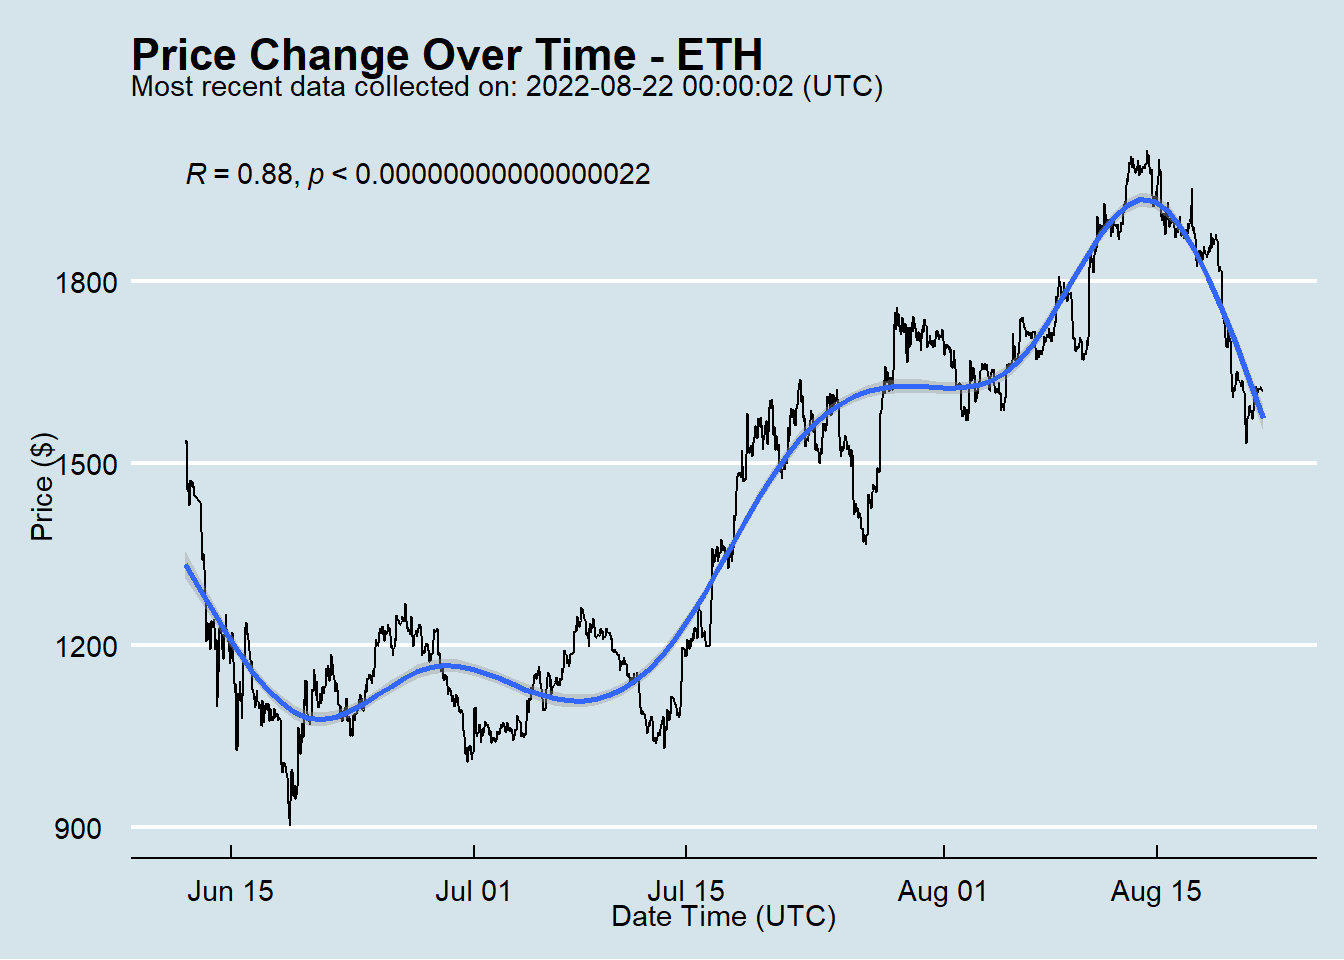 Price Change Over Time - ETH
Most recent data collected on: 2022-08-22 00:00:02 (UTC)
R = 0.88, p < 0.00000000000000022
1800
1500
1200
900
Price ($)
Jun 15
Jul 01
Jul 15
Aug 01
Aug 15
Date Time (UTC)